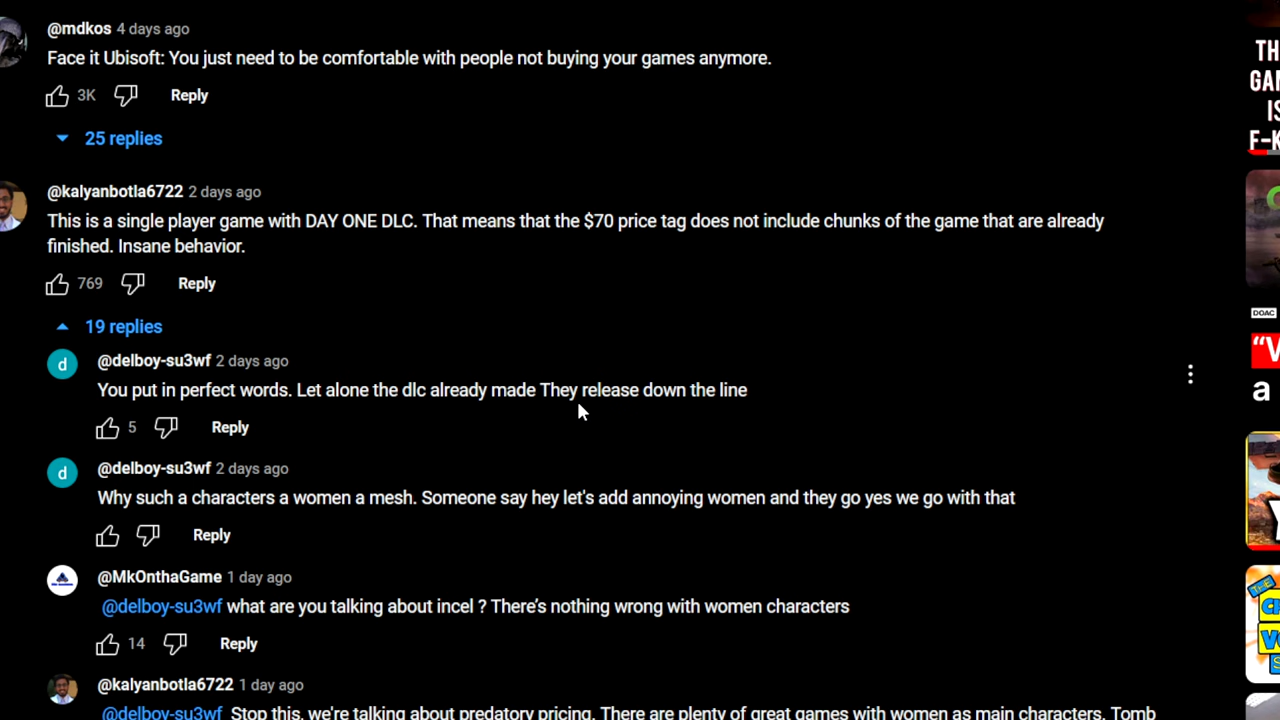 @mdkos 4 days ago
Face it Ubisoft: You just need to be comfortable with people not buying your games anymore.
3K Reply
25 replies
@kalyanbotla6722 2 days ago
This is a single player game with DAY ONE DLC. That means that the $70 price tag does not include chunks of the game that are already
finished. Insane behavior.
769 Reply
19 replies
d @delboy-su3wf 2 days ago
You put in perfect words. Let alone the dlc already made They release down the line
5 Reply
d @delboy-su3wf 2 days ago
Why such a characters a women a mesh. Someone say hey let's add annoying women and they go yes we go with that
Reply
@MkOnthaGame 1 day ago
@delboy-su3wf what are you talking about incel ? There's nothing wrong with women characters
14 Reply
@kalyanbotla6722 1 day ago
@delboy-su3wf Stop this, we're talking about predatory pricing. There are plenty of great games with women as main characters. Tomb
TH
GA
IS
F-K
DOAC
“V
a
THE
CH
VO